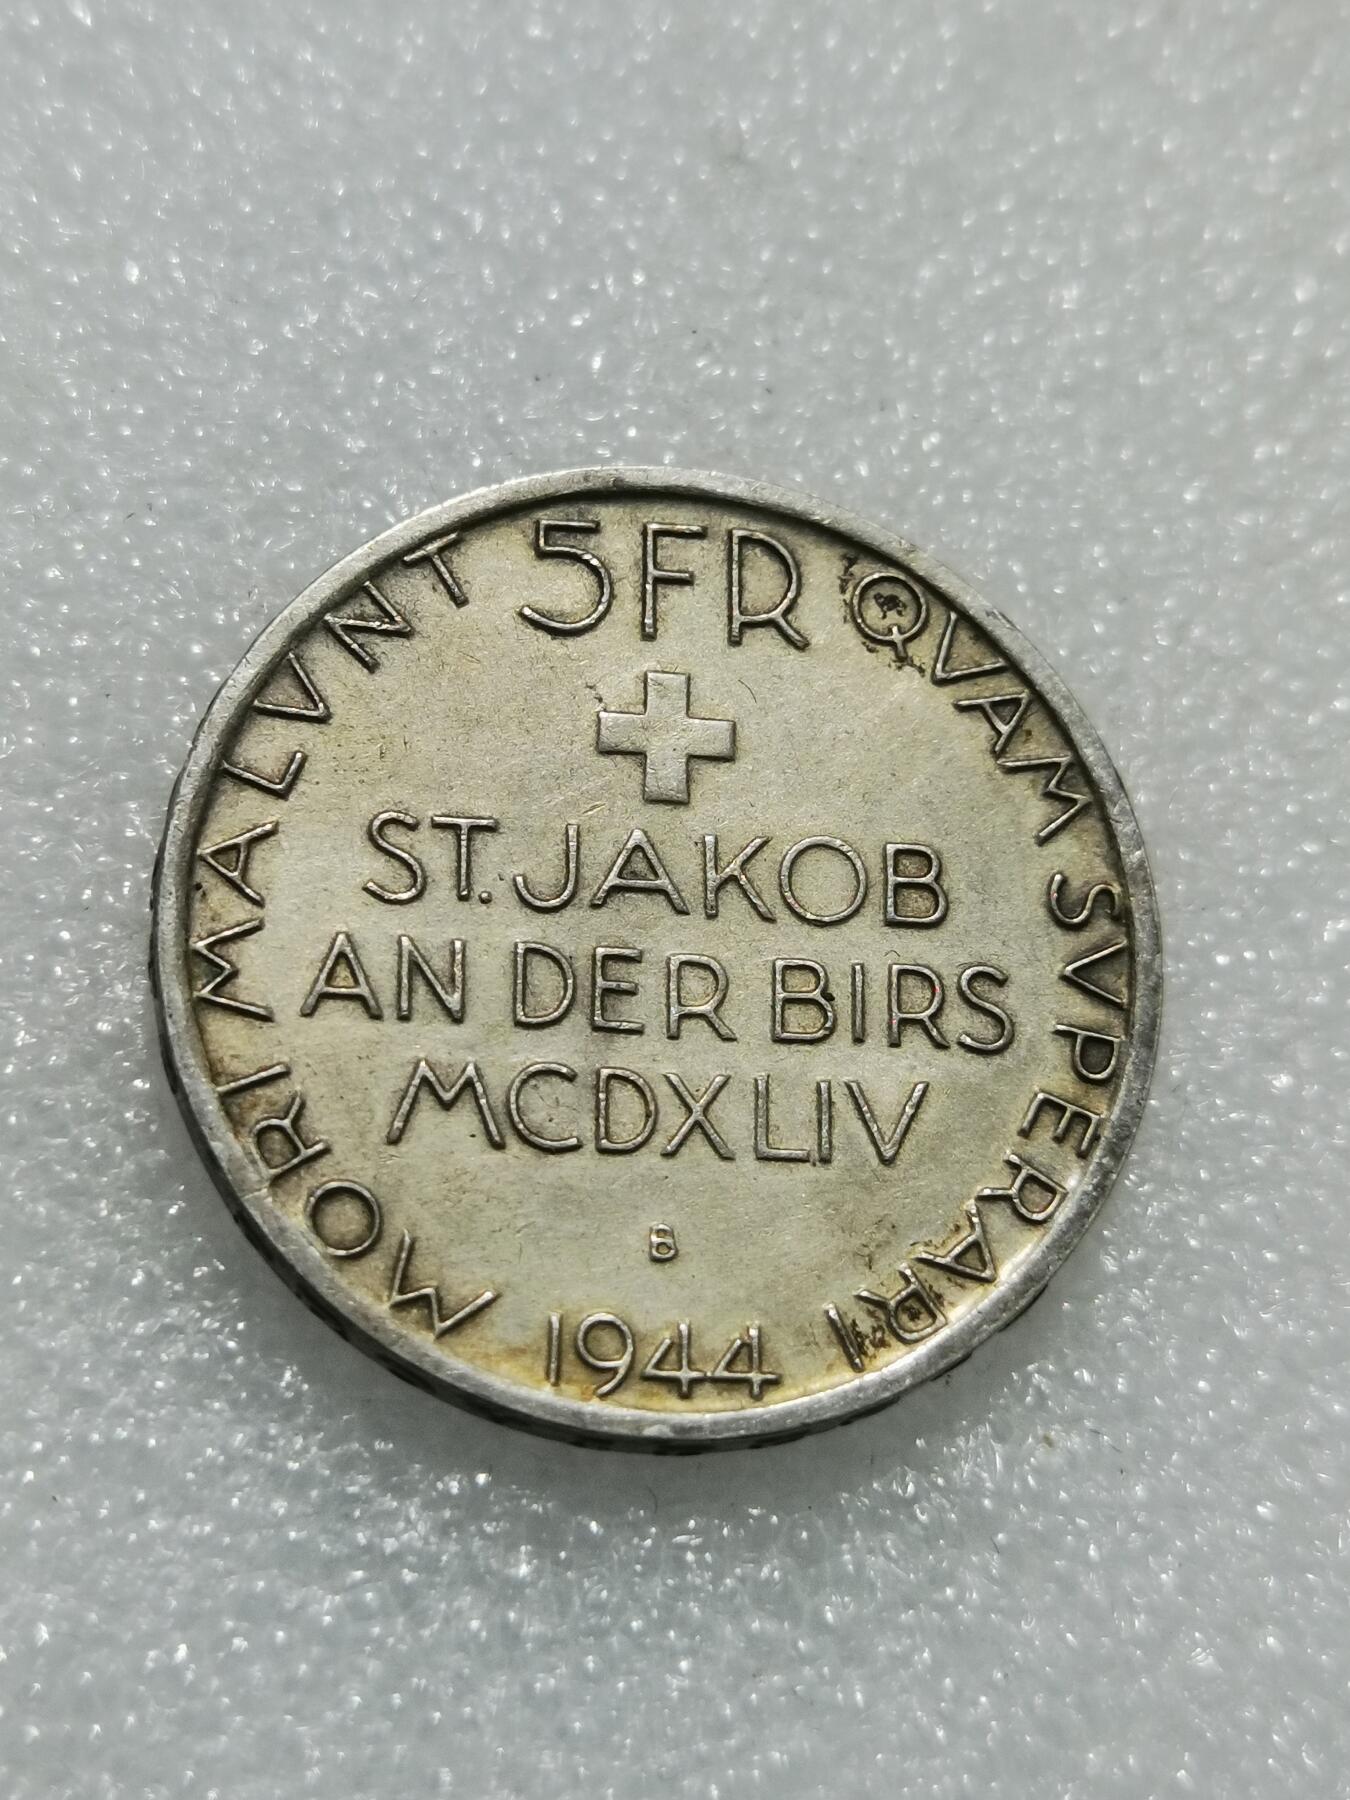 5FR
MORI MALVNT QVAM SVPERARI
ST. JAKOB
AN DER BIRS
MCDXLIV
B
1944